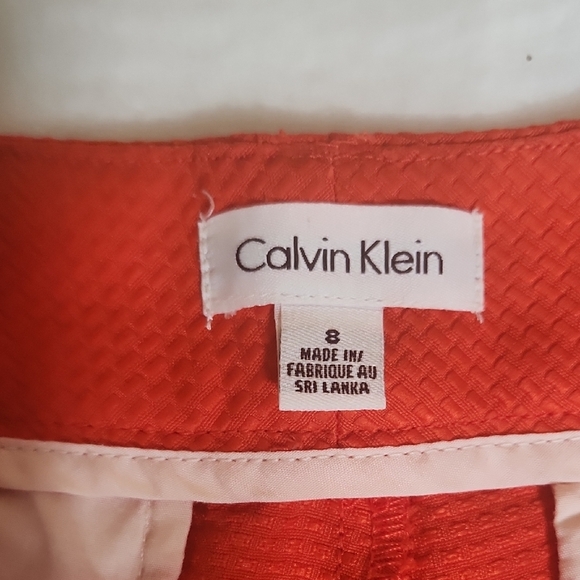 Calvin Klein
8
MADE IN/
FABRIQUE AU
SRI LANKA